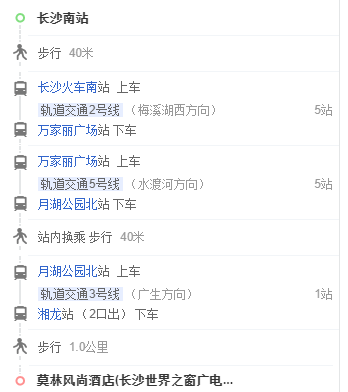 长沙南站
步行 40米
长沙火车南站 上车
轨道交通2号线（梅溪湖西方向） 5站
万家丽广场站 下车
万家丽广场站 上车
轨道交通5号线（水渡河方向） 5站
月湖公园北站 下车
站内换乘 步行 40米
月湖公园北站 上车
轨道交通3号线（广生方向） 1站
湘龙站（2口出）下车
步行 1.0公里
莫林风尚酒店(长沙世界之窗广电...